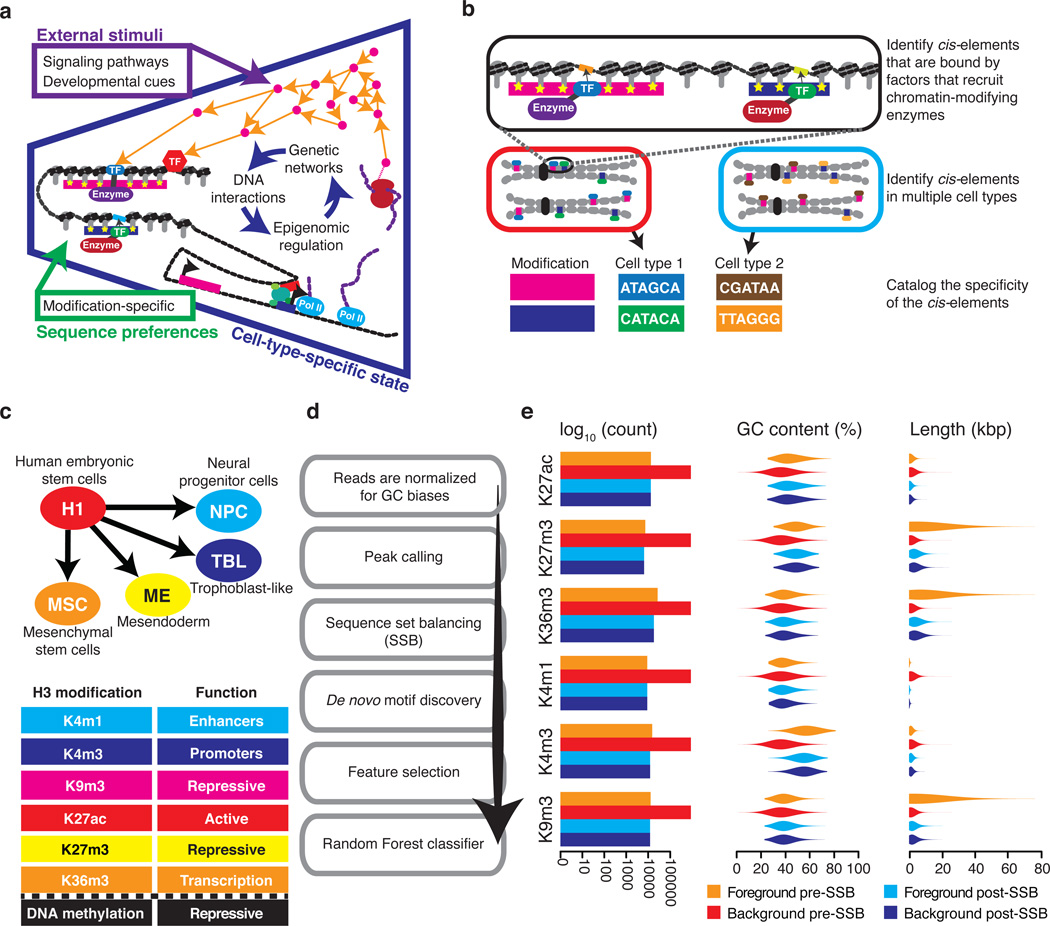 a
External stimuli
Signaling pathways
Developmental cues
TF
TF
Enzyme
TF
Enzyme
Genetic
networks
DNA
interactions
Epigenomic
regulation
Pol II
Pol II
Modification-specific
Sequence preferences
Cell-type-specific state
b
TF
Enzyme
TF
Enzyme
Identify cis-elements
that are bound by
factors that recruit
chromatin-modifying
enzymes
Identify cis-elements
in multiple cell types
Modification
Cell type 1
Cell type 2
ATAGCA
CGATAA
CATACA
TTAGGG
Catalog the specificity
of the cis-elements
c
Human embryonic
stem cells
H1
Neural
progenitor cells
NPC
TBL
Trophoblast-like
ME
Mesendoderm
MSC
Mesenchymal
stem cells
H3 modification Function
K4m1 Enhancers
K4m3 Promoters
K9m3 Repressive
K27ac Active
K27m3 Repressive
K36m3 Transcription
DNA methylation Repressive
d
Reads are normalized
for GC biases
Peak calling
Sequence set balancing
(SSB)
De novo motif discovery
Feature selection
Random Forest classifier
e
log10 (count)
GC content (%)
Length (kbp)
K27ac
K27m3
K36m3
K4m1
K4m3
K9m3
0
10
100
1000
10000
100000
0 20 40 60 80 100
0 20 40 60 80
Foreground pre-SSB
Background pre-SSB
Foreground post-SSB
Background post-SSB